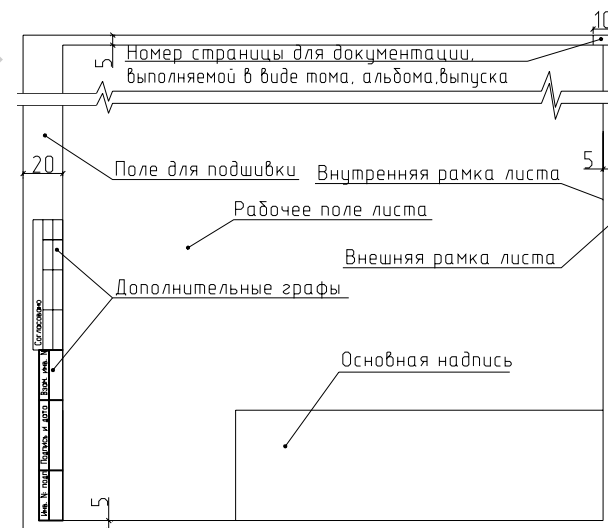 10
Номер страницы для документации,
выполняемой в виде тома, альбома,выпуска
5
20
Поле для подшивки
5
Внутренняя рамка листа
Рабочее поле листа
Внешняя рамка листа
Дополнительные графы
Согласовано
Взам. инв. N
Основная надпись
Подпись и дата
Инв. № подл
5